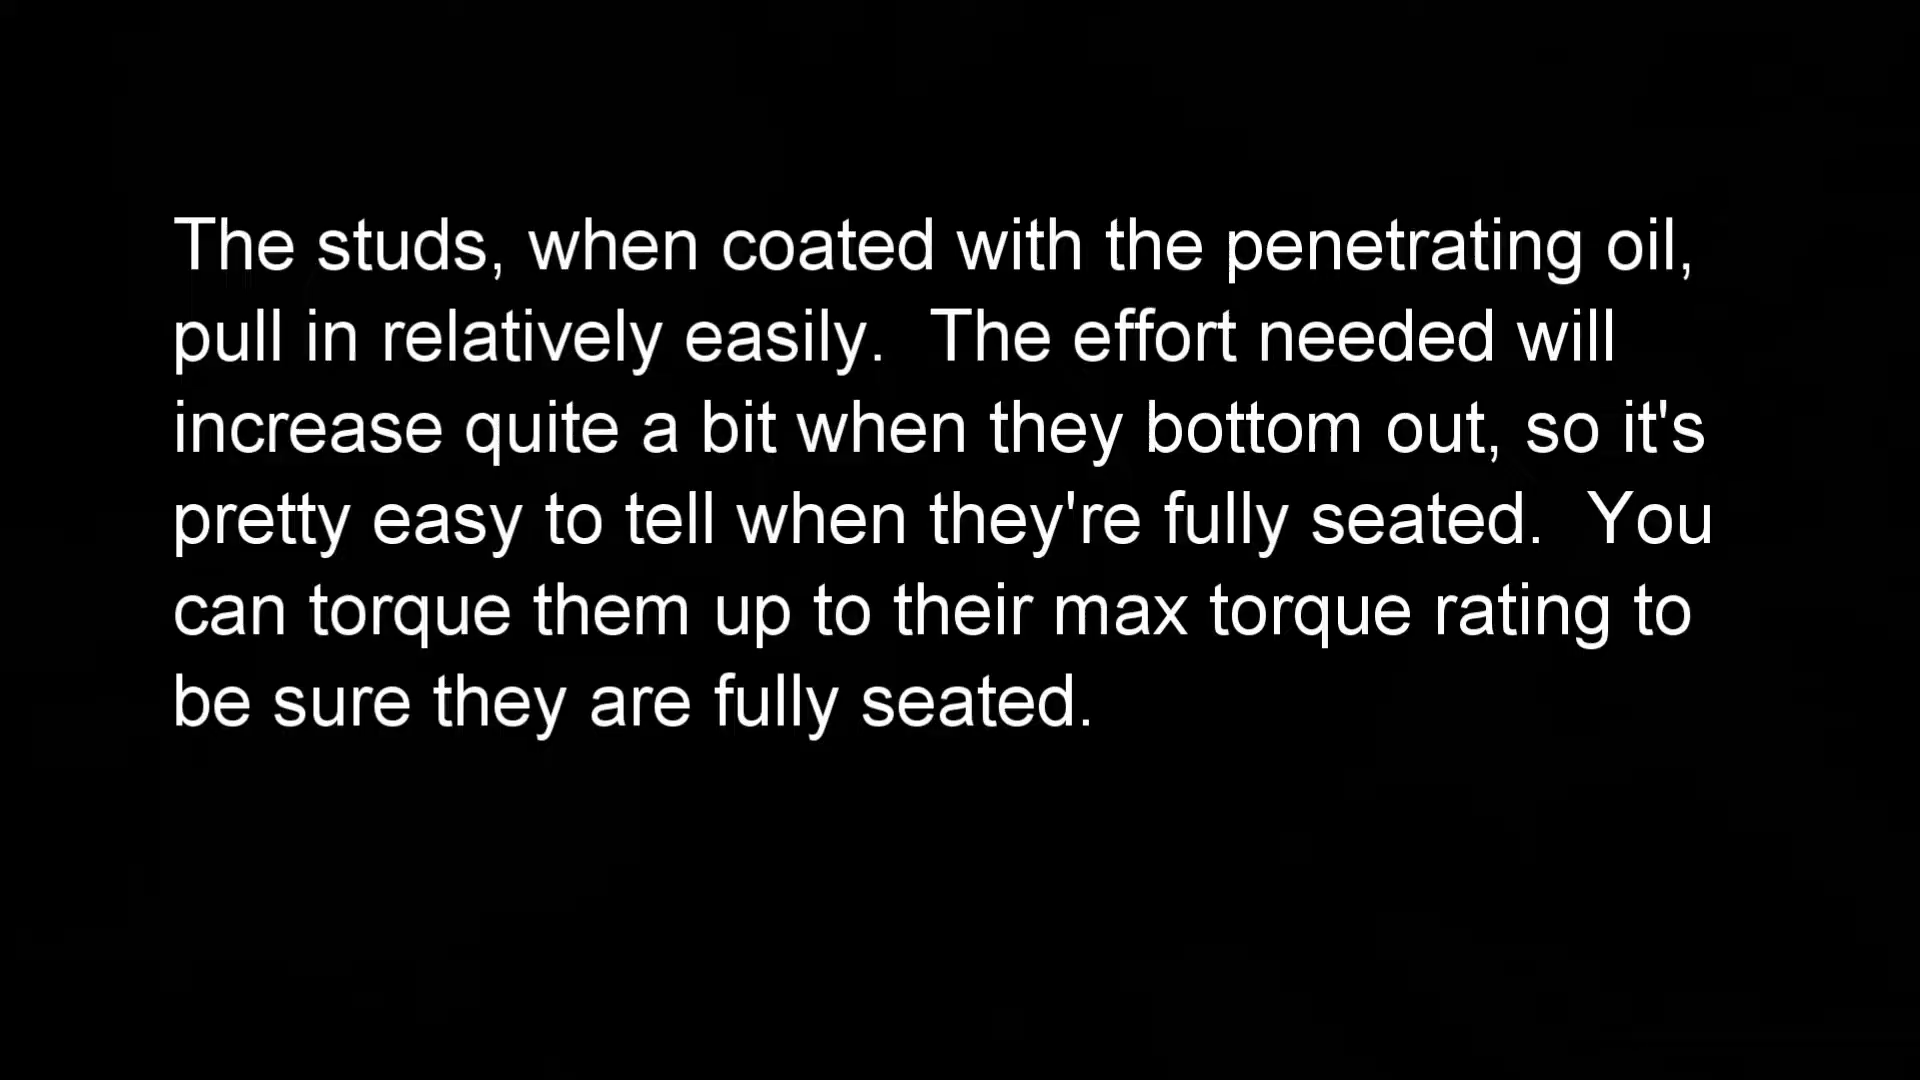 The studs, when coated with the penetrating oil,
pull in relatively easily.  The effort needed will
increase quite a bit when they bottom out, so it's
pretty easy to tell when they're fully seated.  You
can torque them up to their max torque rating to
be sure they are fully seated.